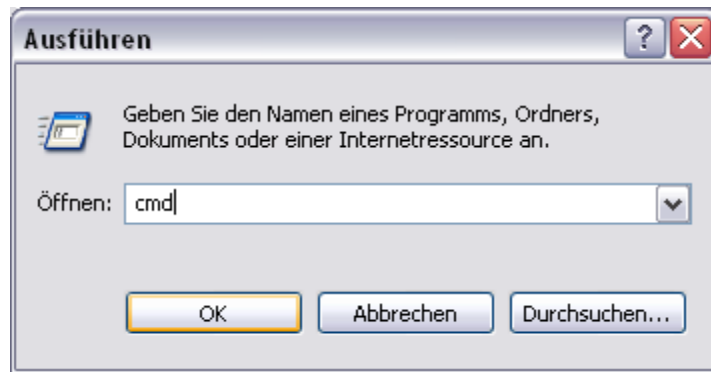 Ausführen
Geben Sie den Namen eines Programms, Ordners,
Dokuments oder einer Internetressource an.
Öffnen: cmd
OK Abbrechen Durchsuchen...